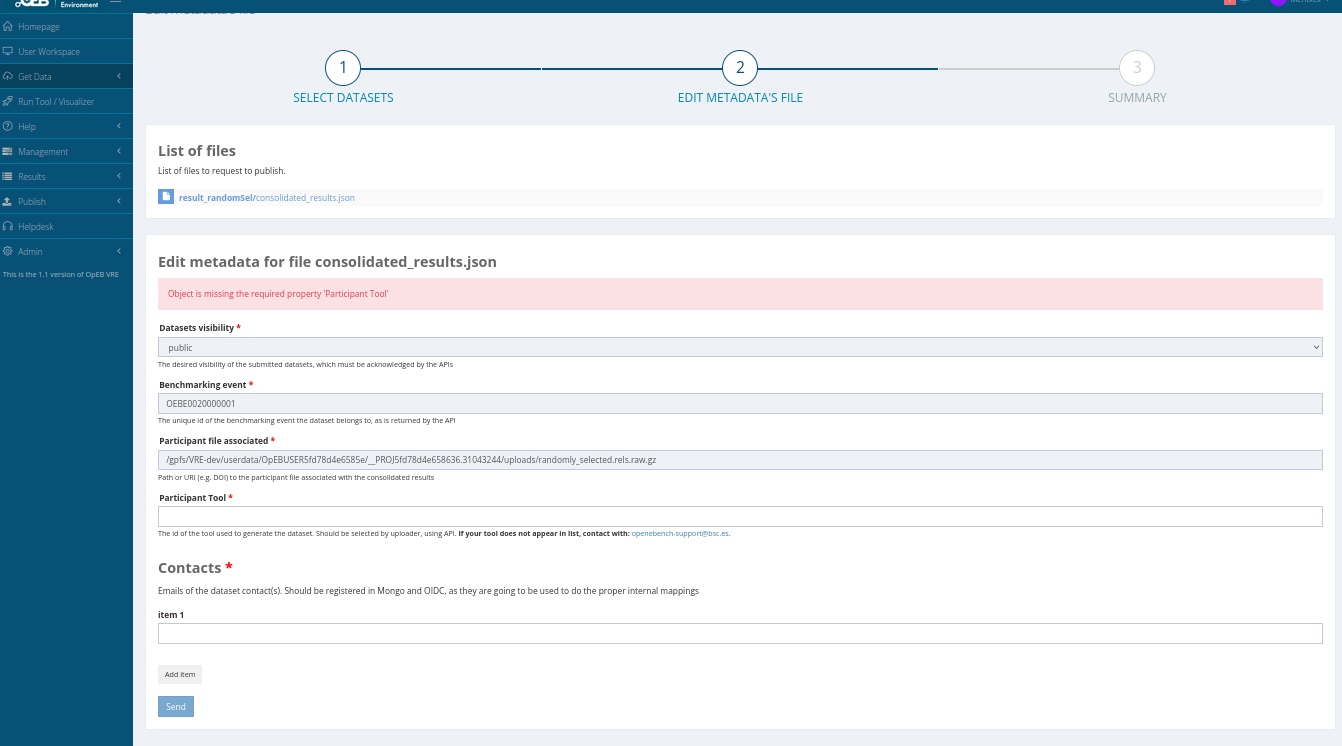 Environment
Homepage
User Workspace
Get Data
Run Tool / Visualizer
Help
Management
Results
Publish
Helpdesk
Admin
This is the 1.1 version of OpEB VRE
1
2
3
SELECT DATASETS
EDIT METADATA'S FILE
SUMMARY
List of files
List of files to request to publish.
result_randomSel/consolidated_results.json
Edit metadata for file consolidated_results.json
Object is missing the required property 'Participant Tool'
Datasets visibility *
public
The desired visibility of the submitted datasets, which must be acknowledged by the APIs
Benchmarking event *
OEBE0020000001
The unique id of the benchmarking event the dataset belongs to, as is returned by the API
Participant file associated *
/gpfs/VRE-dev/userdata/OpEBUSER5fd78d4e6585e/__PROJ5fd78d4e658636.31043244/uploads/randomly_selected.rels.raw.gz
Path or URI (e.g. DOI) to the participant file associated with the consolidated results
Participant Tool *
The id of the tool used to generate the dataset. Should be selected by uploader, using API. If your tool does not appear in list, contact with: openebench-support@bsc.es.
Contacts *
Emails of the dataset contact(s). Should be registered in Mongo and OIDC, as they are going to be used to do the proper internal mappings
item 1
Add item
Send